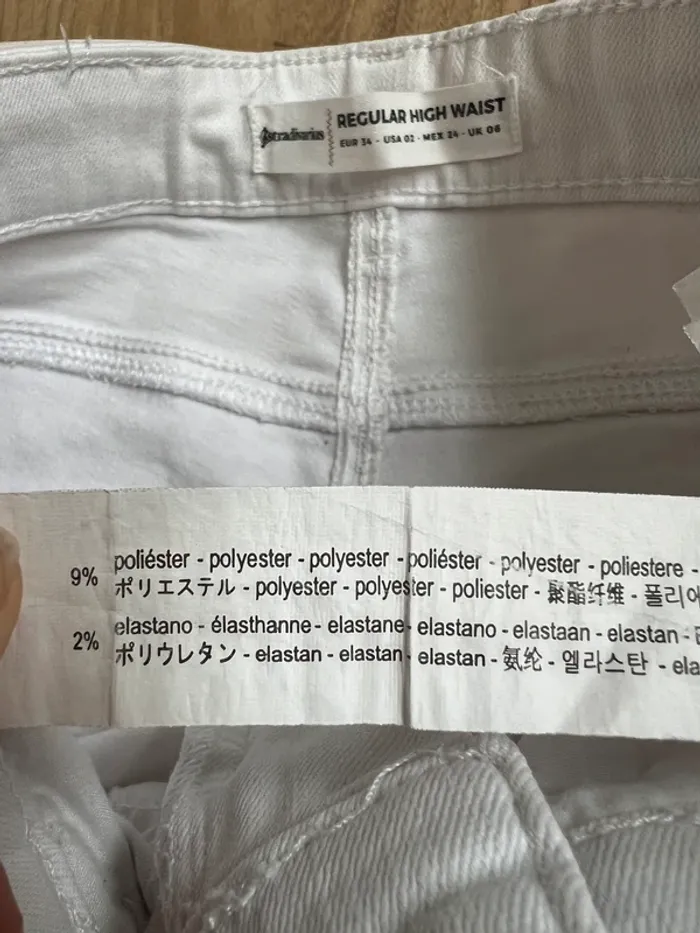 stradivarius
REGULAR HIGH WAIST
EUR 34 - USA 02 - MEX 24 - UK 06
9%
poliéster - polyester - polyester - poliéster - polyester - poliestere -
ポリエステル - polyester - polyester - poliester - 聚酯纤维 - 폴리에
2%
elastano - élasthanne - elastane - elastano - elastaan - elastan -
ポリウレタン - elastan - elastan - elastan - 氨纶 - 엘라스탄 - ela